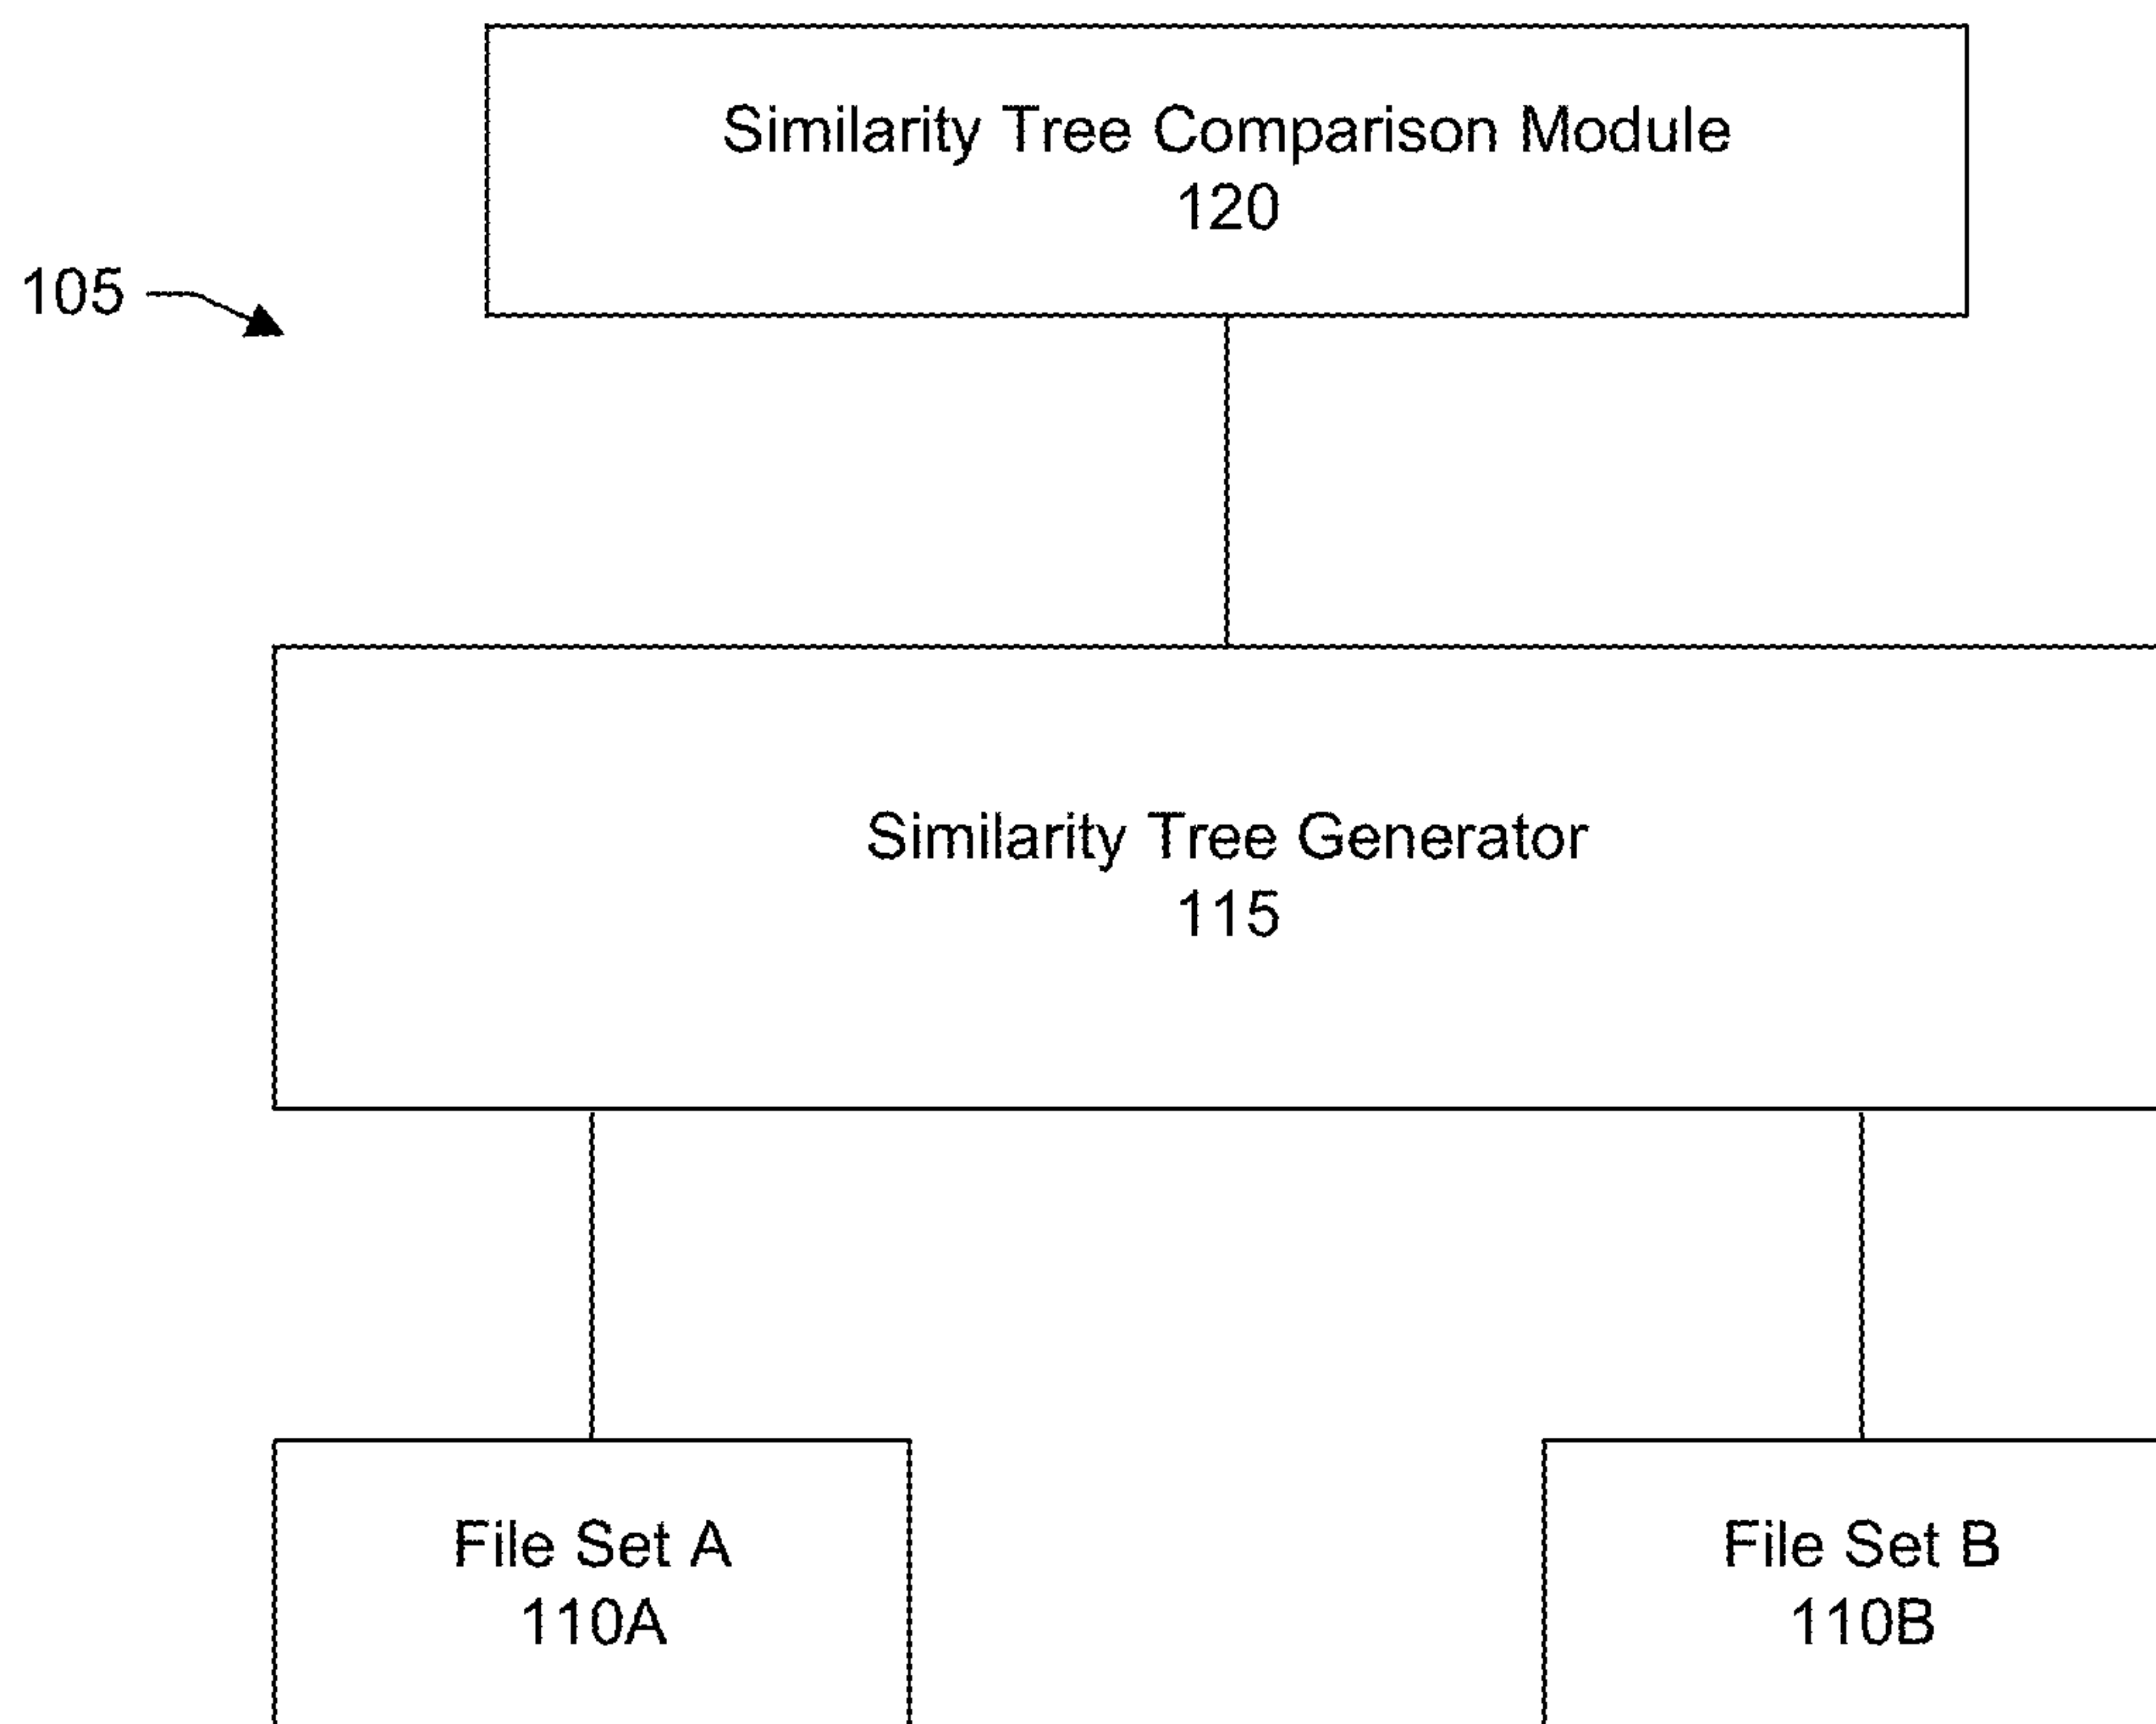 Similarity Tree Comparison Module
120
105
Similarity Tree Generator
115
File Set A
110A
File Set B
110B